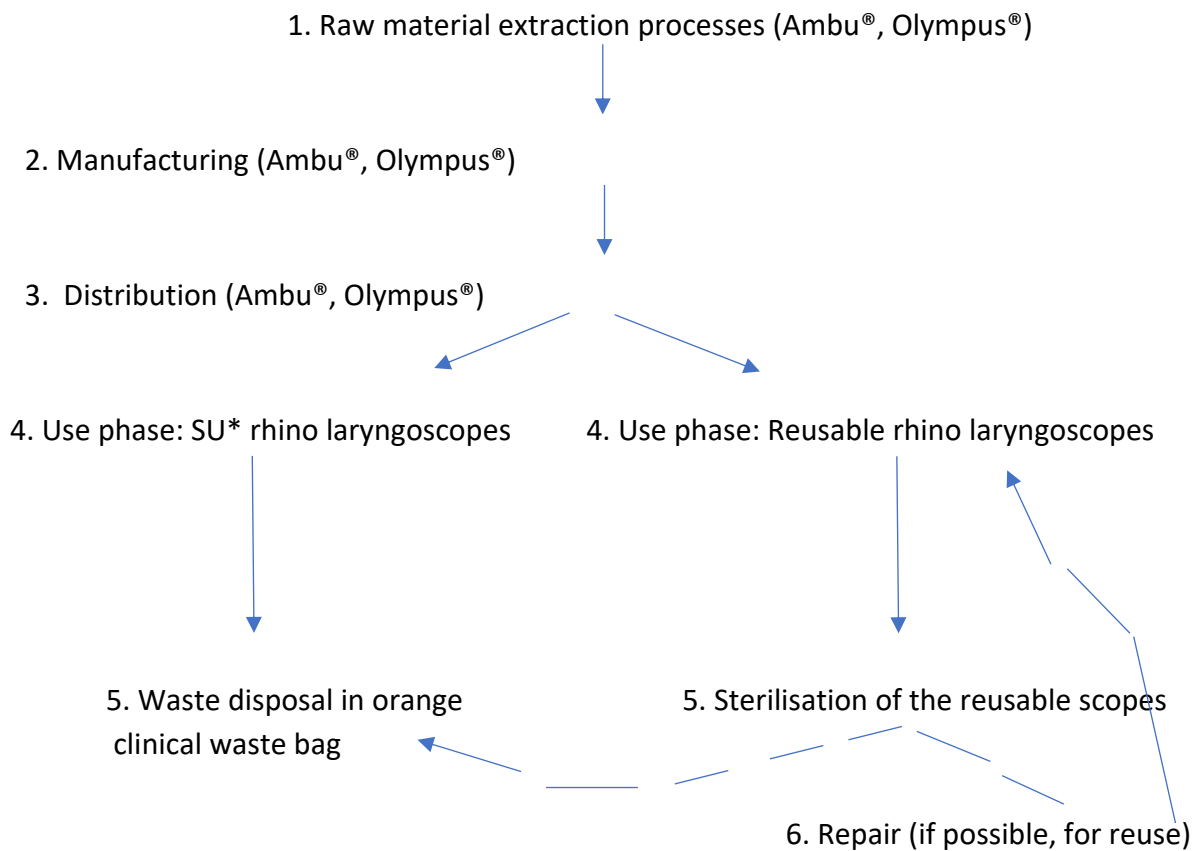 1. Raw material extraction processes (Ambu®, Olympus®)
2. Manufacturing (Ambu®, Olympus®)
3. Distribution (Ambu®, Olympus®)
4. Use phase: SU* rhino laryngoscopes
4. Use phase: Reusable rhino laryngoscopes
5. Waste disposal in orange
clinical waste bag
5. Sterilisation of the reusable scopes
6. Repair (if possible, for reuse)